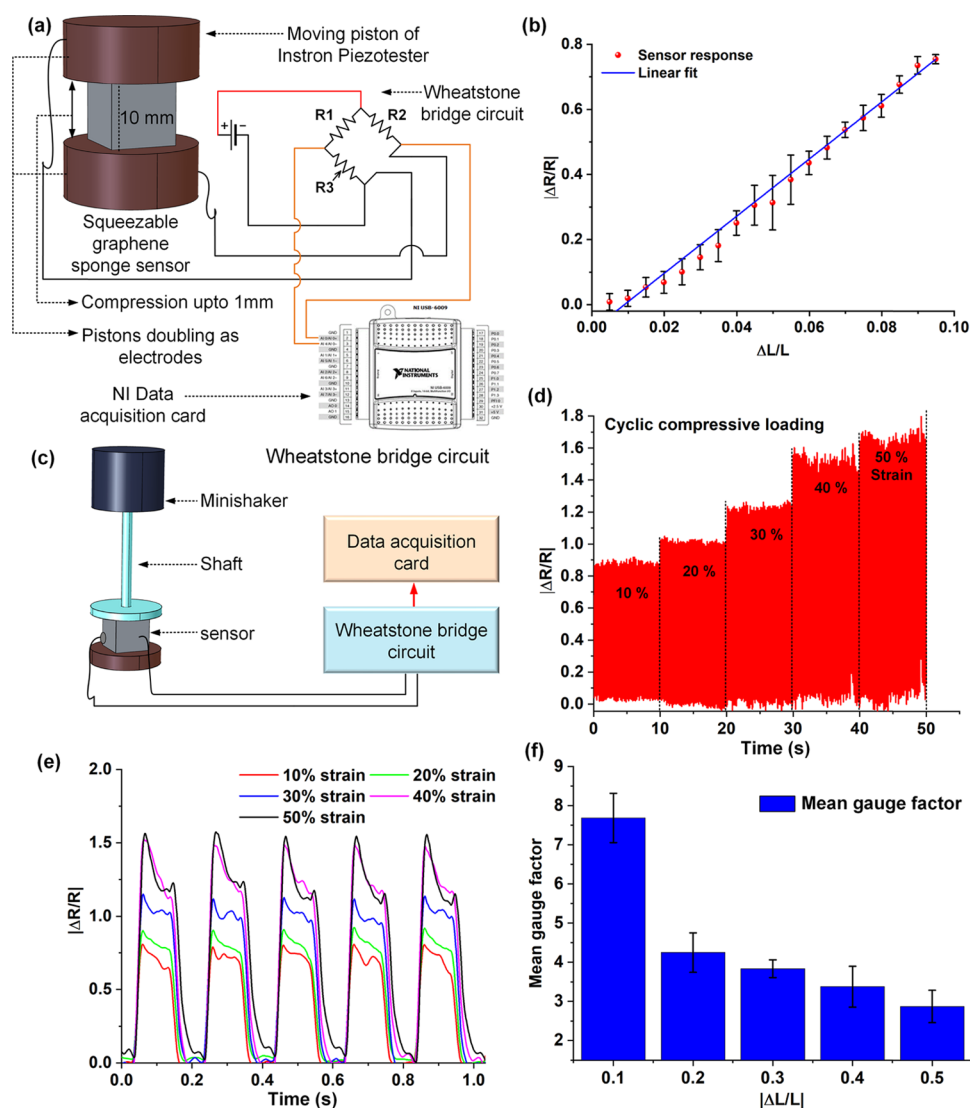 (a)
Moving piston of
Instron Piezotester
10 mm
Wheatstone
bridge circuit
R1
R2
R3
+
−
Squeezable
graphene
sponge sensor
Compression upto 1mm
Pistons doubling as
electrodes
NI Data
acquisition card
NI USB-6009
NATIONAL
INSTRUMENTS
Wheatstone bridge circuit
(b)
Sensor response
Linear fit
|ΔR/R|
0.8
0.6
0.4
0.2
0.0
0.00
0.02
0.04
0.06
0.08
0.10
ΔL/L
(c)
Minishaker
Shaft
sensor
Data acquisition
card
Wheatstone bridge
circuit
(d)
Cyclic compressive loading
|ΔR/R|
1.8
1.6
1.4
1.2
1.0
0.8
0.6
0.4
0.2
0.0
10 %
20 %
30 %
40 %
50 %
Strain
0
10
20
30
40
50
Time (s)
(e)
10% strain
20% strain
30% strain
40% strain
50% strain
|ΔR/R|
2.0
1.5
1.0
0.5
0.0
0.0
0.2
0.4
0.6
0.8
1.0
Time (s)
(f)
Mean gauge factor
Mean gauge factor
8
7
6
5
4
3
2
0.1
0.2
0.3
0.4
0.5
|ΔL/L|